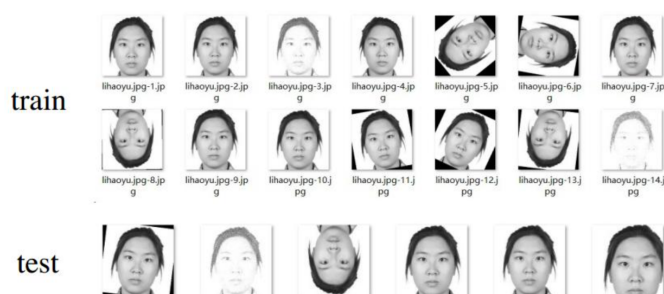 lihaoyu.jpg-1.jp lihaoyu.jpg-2.jp lihaoyu.jpg-3.jp lihaoyu.jpg-4.jp lihaoyu.jpg-5.jp lihaoyu.jpg-6.jp lihaoyu.jpg-7.jp
g g g g g g g
train
lihaoyu.jpg-8.jp lihaoyu.jpg-9.jp lihaoyu.jpg-10.j lihaoyu.jpg-11.j lihaoyu.jpg-12.j lihaoyu.jpg-13.j lihaoyu.jpg-14.j
g g pg pg pg pg pg
test